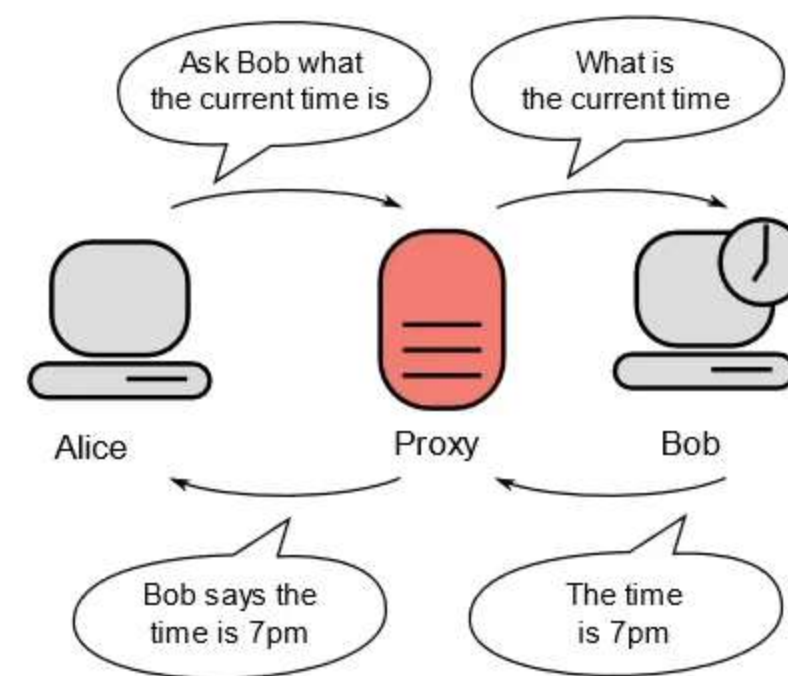 Ask Bob what
the current time is
What is
the current time
Alice
Proxy
Bob
Bob says the
time is 7pm
The time
is 7pm